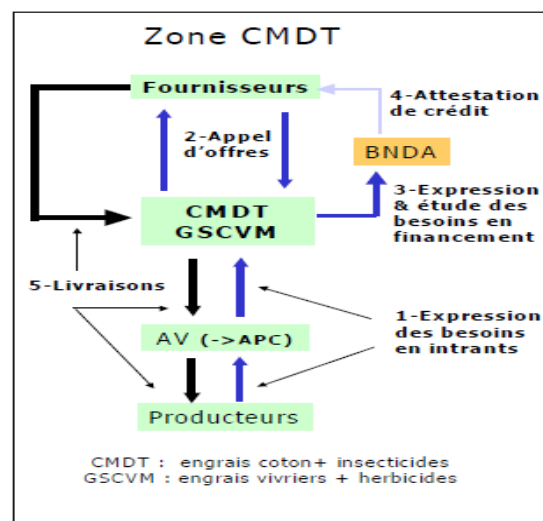 Zone CMDT
Fournisseurs
4-Attestation
de crédit
2-Appel
d'offres
BNDA
3-Expression
& étude des
besoins en
financement
CMDT
GSCVM
5-Livraisons
1-Expression
des besoins
en intrants
AV (->APC)
Producteurs
CMDT : engrais coton+ insecticides
GSCVM : engrais vivriers + herbicides